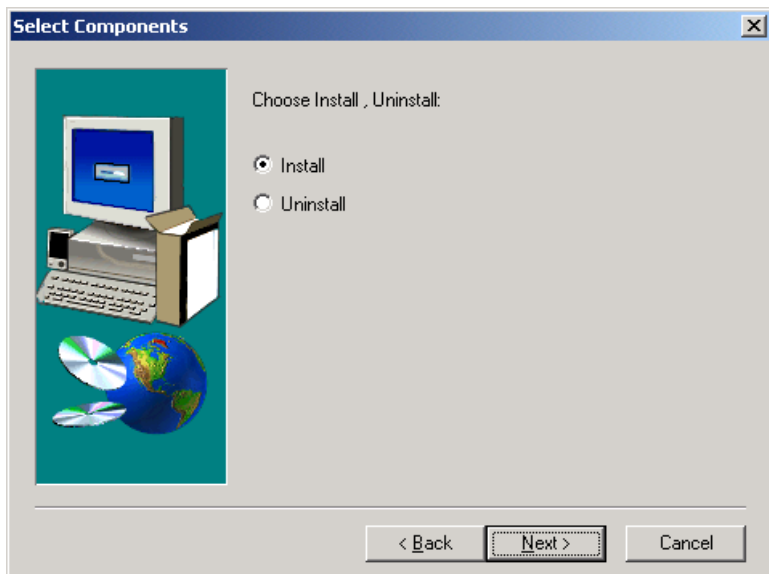 Select Components
Choose Install , Uninstall:
Install
Uninstall
< Back
Next >
Cancel